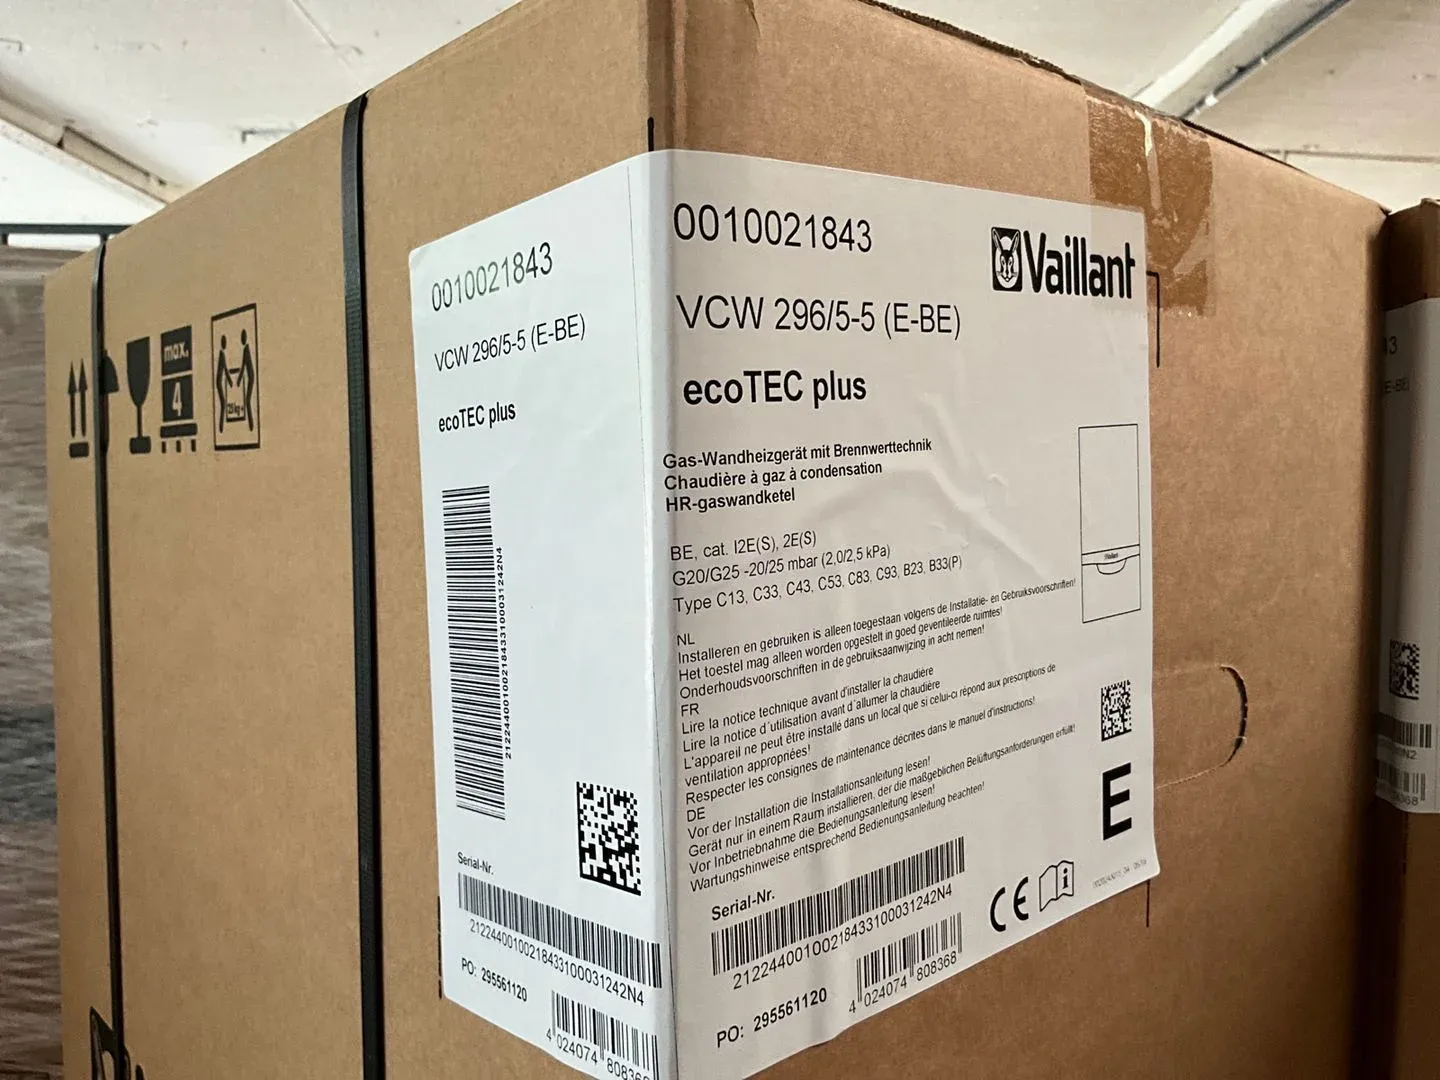 max.
4
0010021843
VCW 296/5-5 (E-BE)
ecoTEC plus
21224400100218433100031242N4
Serial-Nr.
21224400100218433100031242N4
PO: 295561120
4 024074 808368
0010021843
Vaillant
VCW 296/5-5 (E-BE)
ecoTEC plus
Gas-Wandheizgerät mit Brennwerttechnik
Chaudière à gaz à condensation
HR-gaswandketel
BE, cat. I2E(S), 2E(S)
G20/G25 -20/25 mbar (2,0/2,5 kPa)
Type C13, C33, C43, C53, C83, C93, B23, B33(P)
NL
Installeren en gebruiken is alleen toegestaan volgens de Installatie- en Gebruiksvoorschriften!
Het toestel mag alleen worden opgestelt in goed geventileerde ruimtes!
Onderhoudsvoorschriften in de gebruiksaanwijzing in acht nemen!
FR
Lire la notice technique avant d'installer la chaudière
Lire la notice d´utilisation avant d´allumer la chaudière
L'appareil ne peut être installé dans un local que si celui-ci répond aux prescriptions de
ventilation appropriées!
Respecter les consignes de maintenance décrites dans le manuel d'instructions!
DE
Vor der Installation die Installationsanleitung lesen!
Gerät nur in einem Raum installieren, der die maßgeblichen Belüftungsanforderungen erfüllt!
Vor Inbetriebnahme die Bedienungsanleitung lesen!
Wartungshinweise entsprechend Bedienungsanleitung beachten!
E
Serial-Nr.
21224400100218433100031242N4
CE
PO: 295561120
4 024074 808368
E-BE)